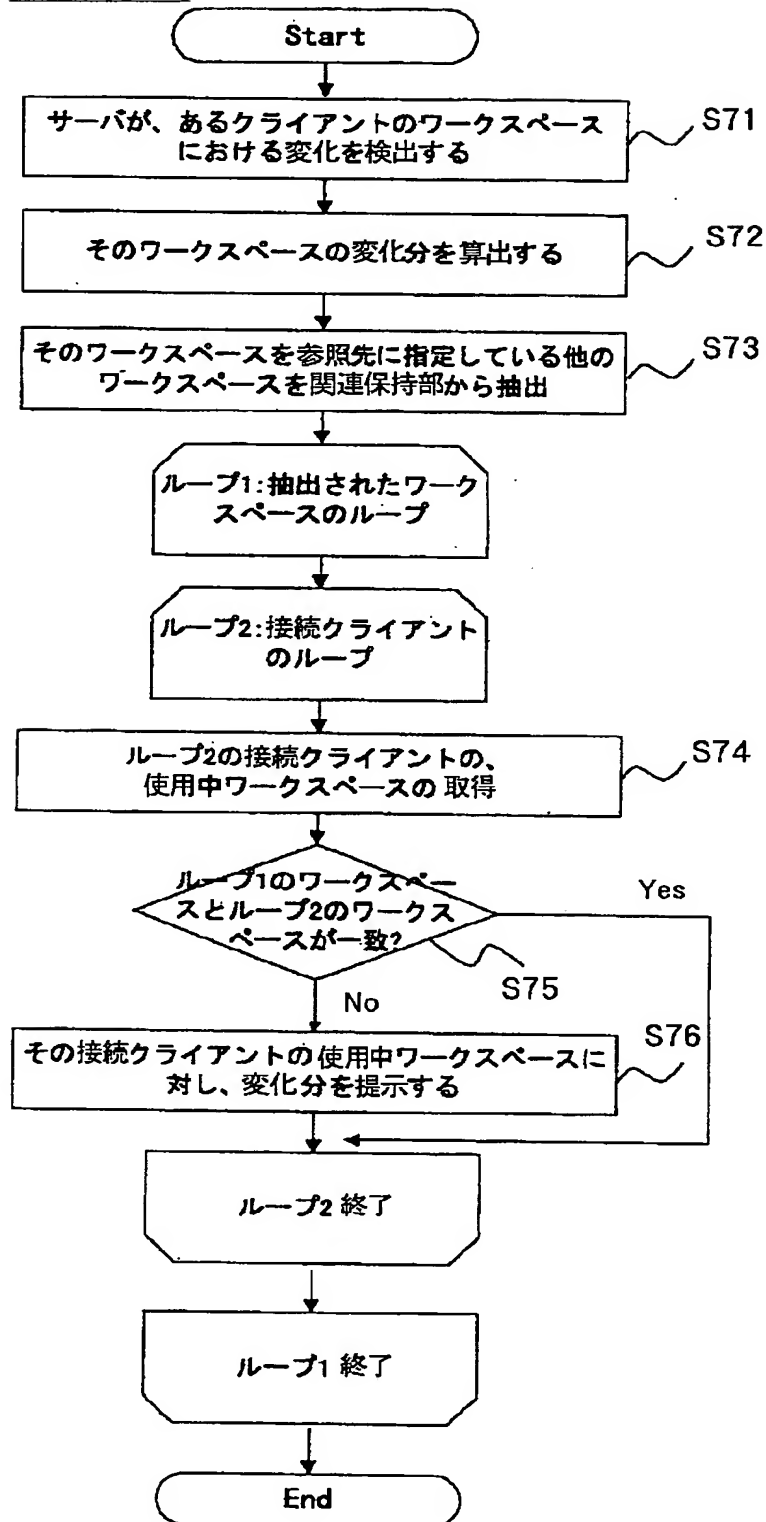 Start
サーバが、あるクライアントのワークスペース
における変化を検出する
S71
そのワークスペースの変化分を算出する
S72
そのワークスペースを参照先に指定している他の
ワークスペースを関連保持部から抽出
S73
ループ1:抽出されたワーク
スペースのループ
ループ2:接続クライアント
のループ
ループ2の接続クライアントの、
使用中ワークスペースの 取得
S74
ループ1のワークスペー
スとループ2のワークス
ペースが一致?
Yes
S75
No
その接続クライアントの使用中ワークスペースに
対し、変化分を提示する
S76
ループ2 終了
ループ1 終了
End